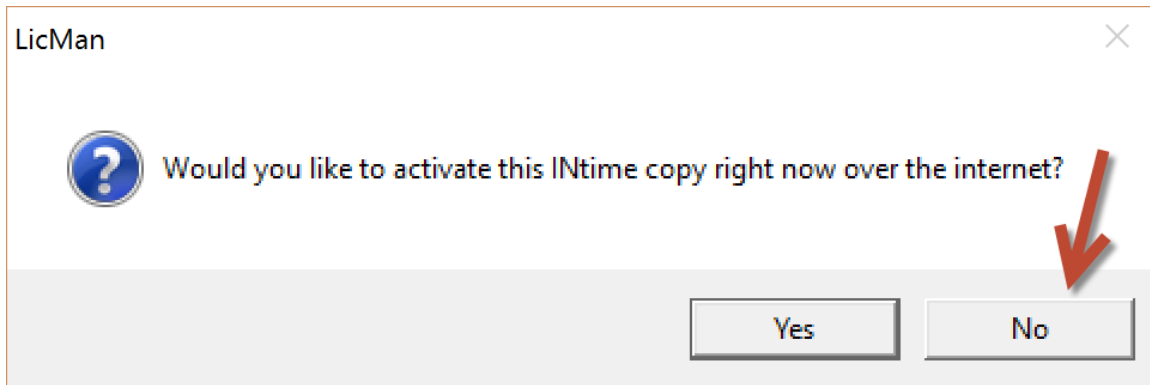 LicMan
Would you like to activate this INtime copy right now over the internet?
Yes
No